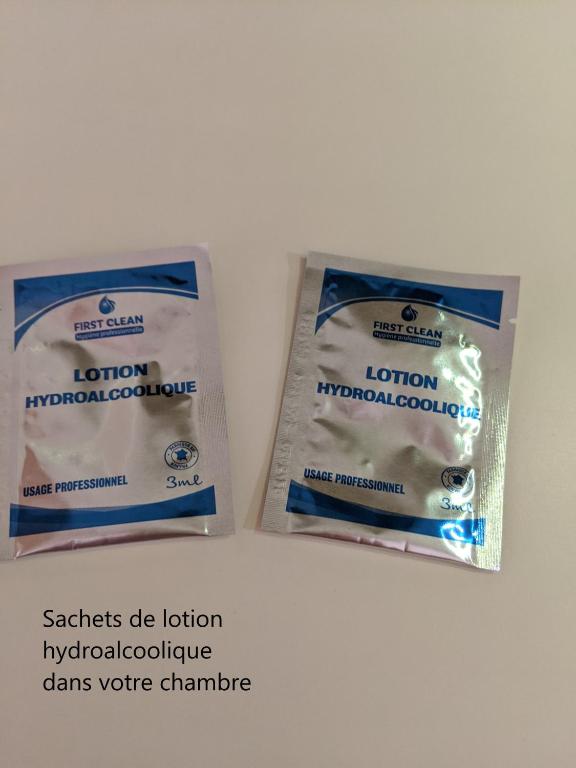 FIRST CLEAN
Hygiène professionnelle
LOTION
HYDROALCOOLIQUE
USAGE PROFESSIONNEL
3ml
FIRST CLEAN
Hygiène professionnelle
LOTION
HYDROALCOOLIQUE
USAGE PROFESSIONNEL
3ml
Sachets de lotion
hydroalcoolique
dans votre chambre